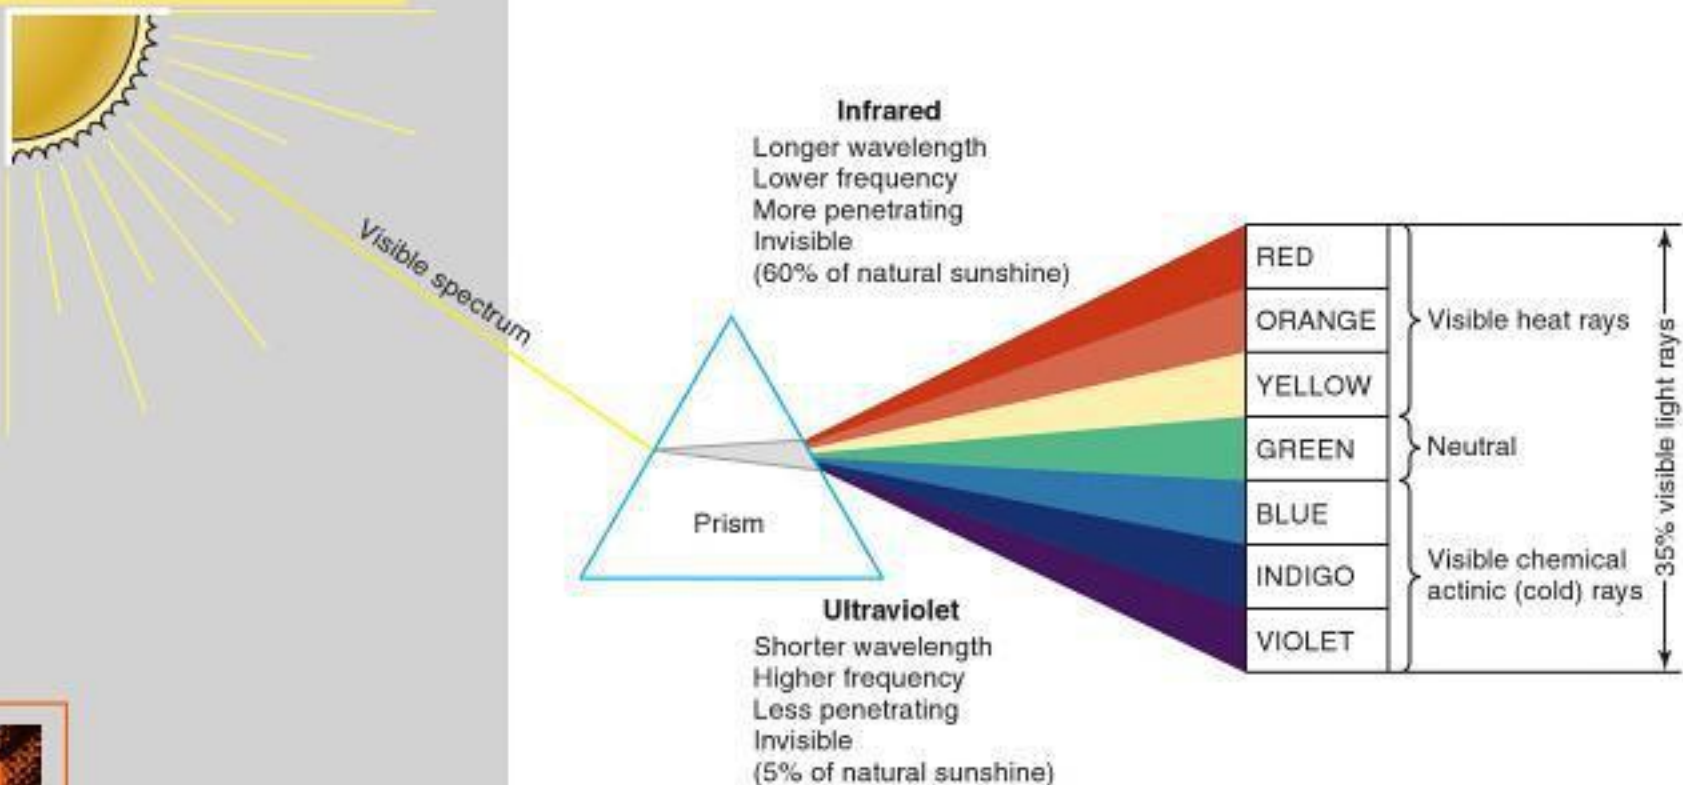 Infrared
Longer wavelength
Lower frequency
More penetrating
Invisible
(60% of natural sunshine)
Visible spectrum
RED
ORANGE
YELLOW
GREEN
BLUE
INDIGO
VIOLET
Visible heat rays
Neutral
Visible chemical
actinic (cold) rays
35% visible light rays
Prism
Ultraviolet
Shorter wavelength
Higher frequency
Less penetrating
Invisible
(5% of natural sunshine)